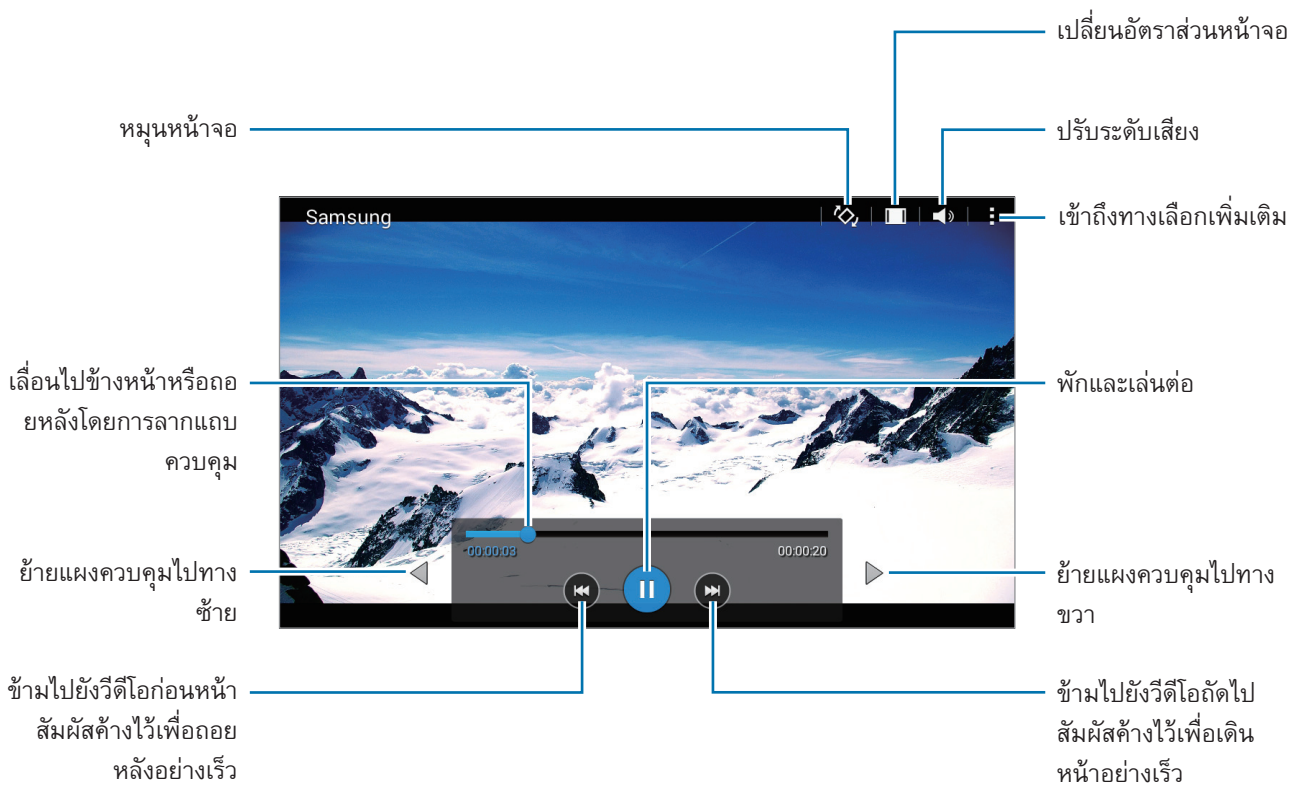 เปลี่ยนอัตราส่วนหน้าจอ
หมุนหน้าจอ
ปรับระดับเสียง
Samsung
เข้าถึงทางเลือกเพิ่มเติม
เลื่อนไปข้างหน้าหรือถอ
ยหลังโดยการลากแถบ
ควบคุม
พักและเล่นต่อ
00:00:03
00:00:20
ย้ายแผงควบคุมไปทาง
ซ้าย
ย้ายแผงควบคุมไปทาง
ขวา
ข้ามไปยังวีดีโอก่อนหน้า
สัมผัสค้างไว้เพื่อถอย
หลังอย่างเร็ว
ข้ามไปยังวีดีโอถัดไป
สัมผัสค้างไว้เพื่อเดิน
หน้าอย่างเร็ว